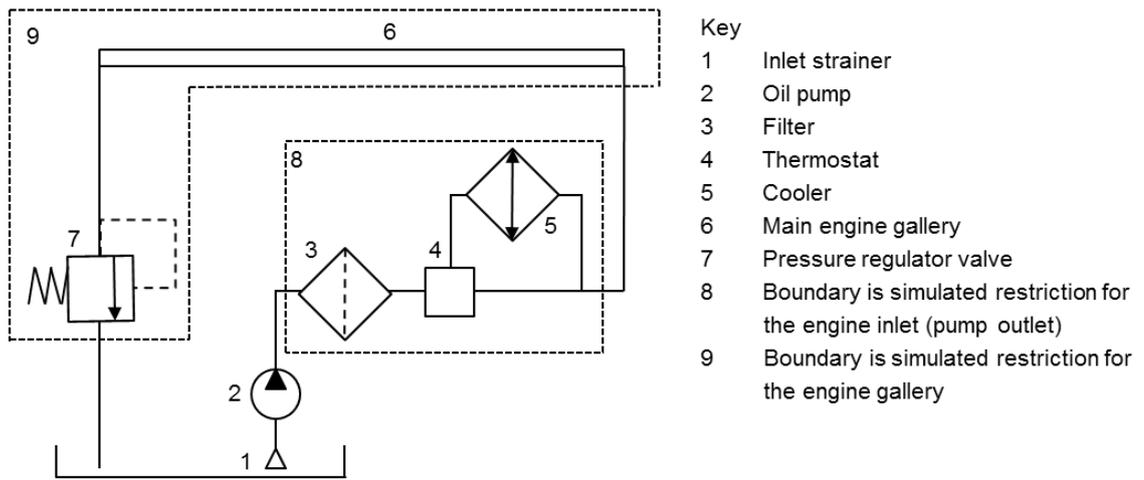 9
6
8
7
3
4
5
2
1
Key
1 Inlet strainer
2 Oil pump
3 Filter
4 Thermostat
5 Cooler
6 Main engine gallery
7 Pressure regulator valve
8 Boundary is simulated restriction for
the engine inlet (pump outlet)
9 Boundary is simulated restriction for
the engine gallery